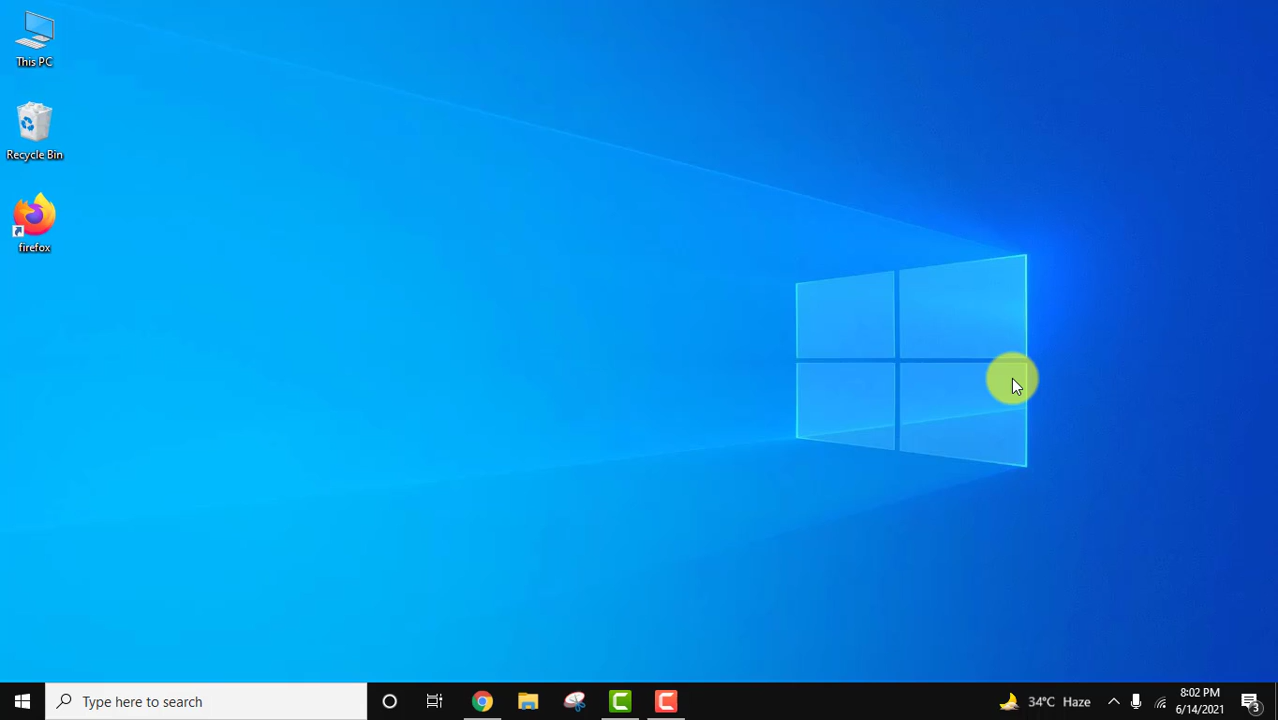 This PC
Recycle Bin
firefox
Type here to search
34°C Haze
8:02 PM
6/14/2021
3